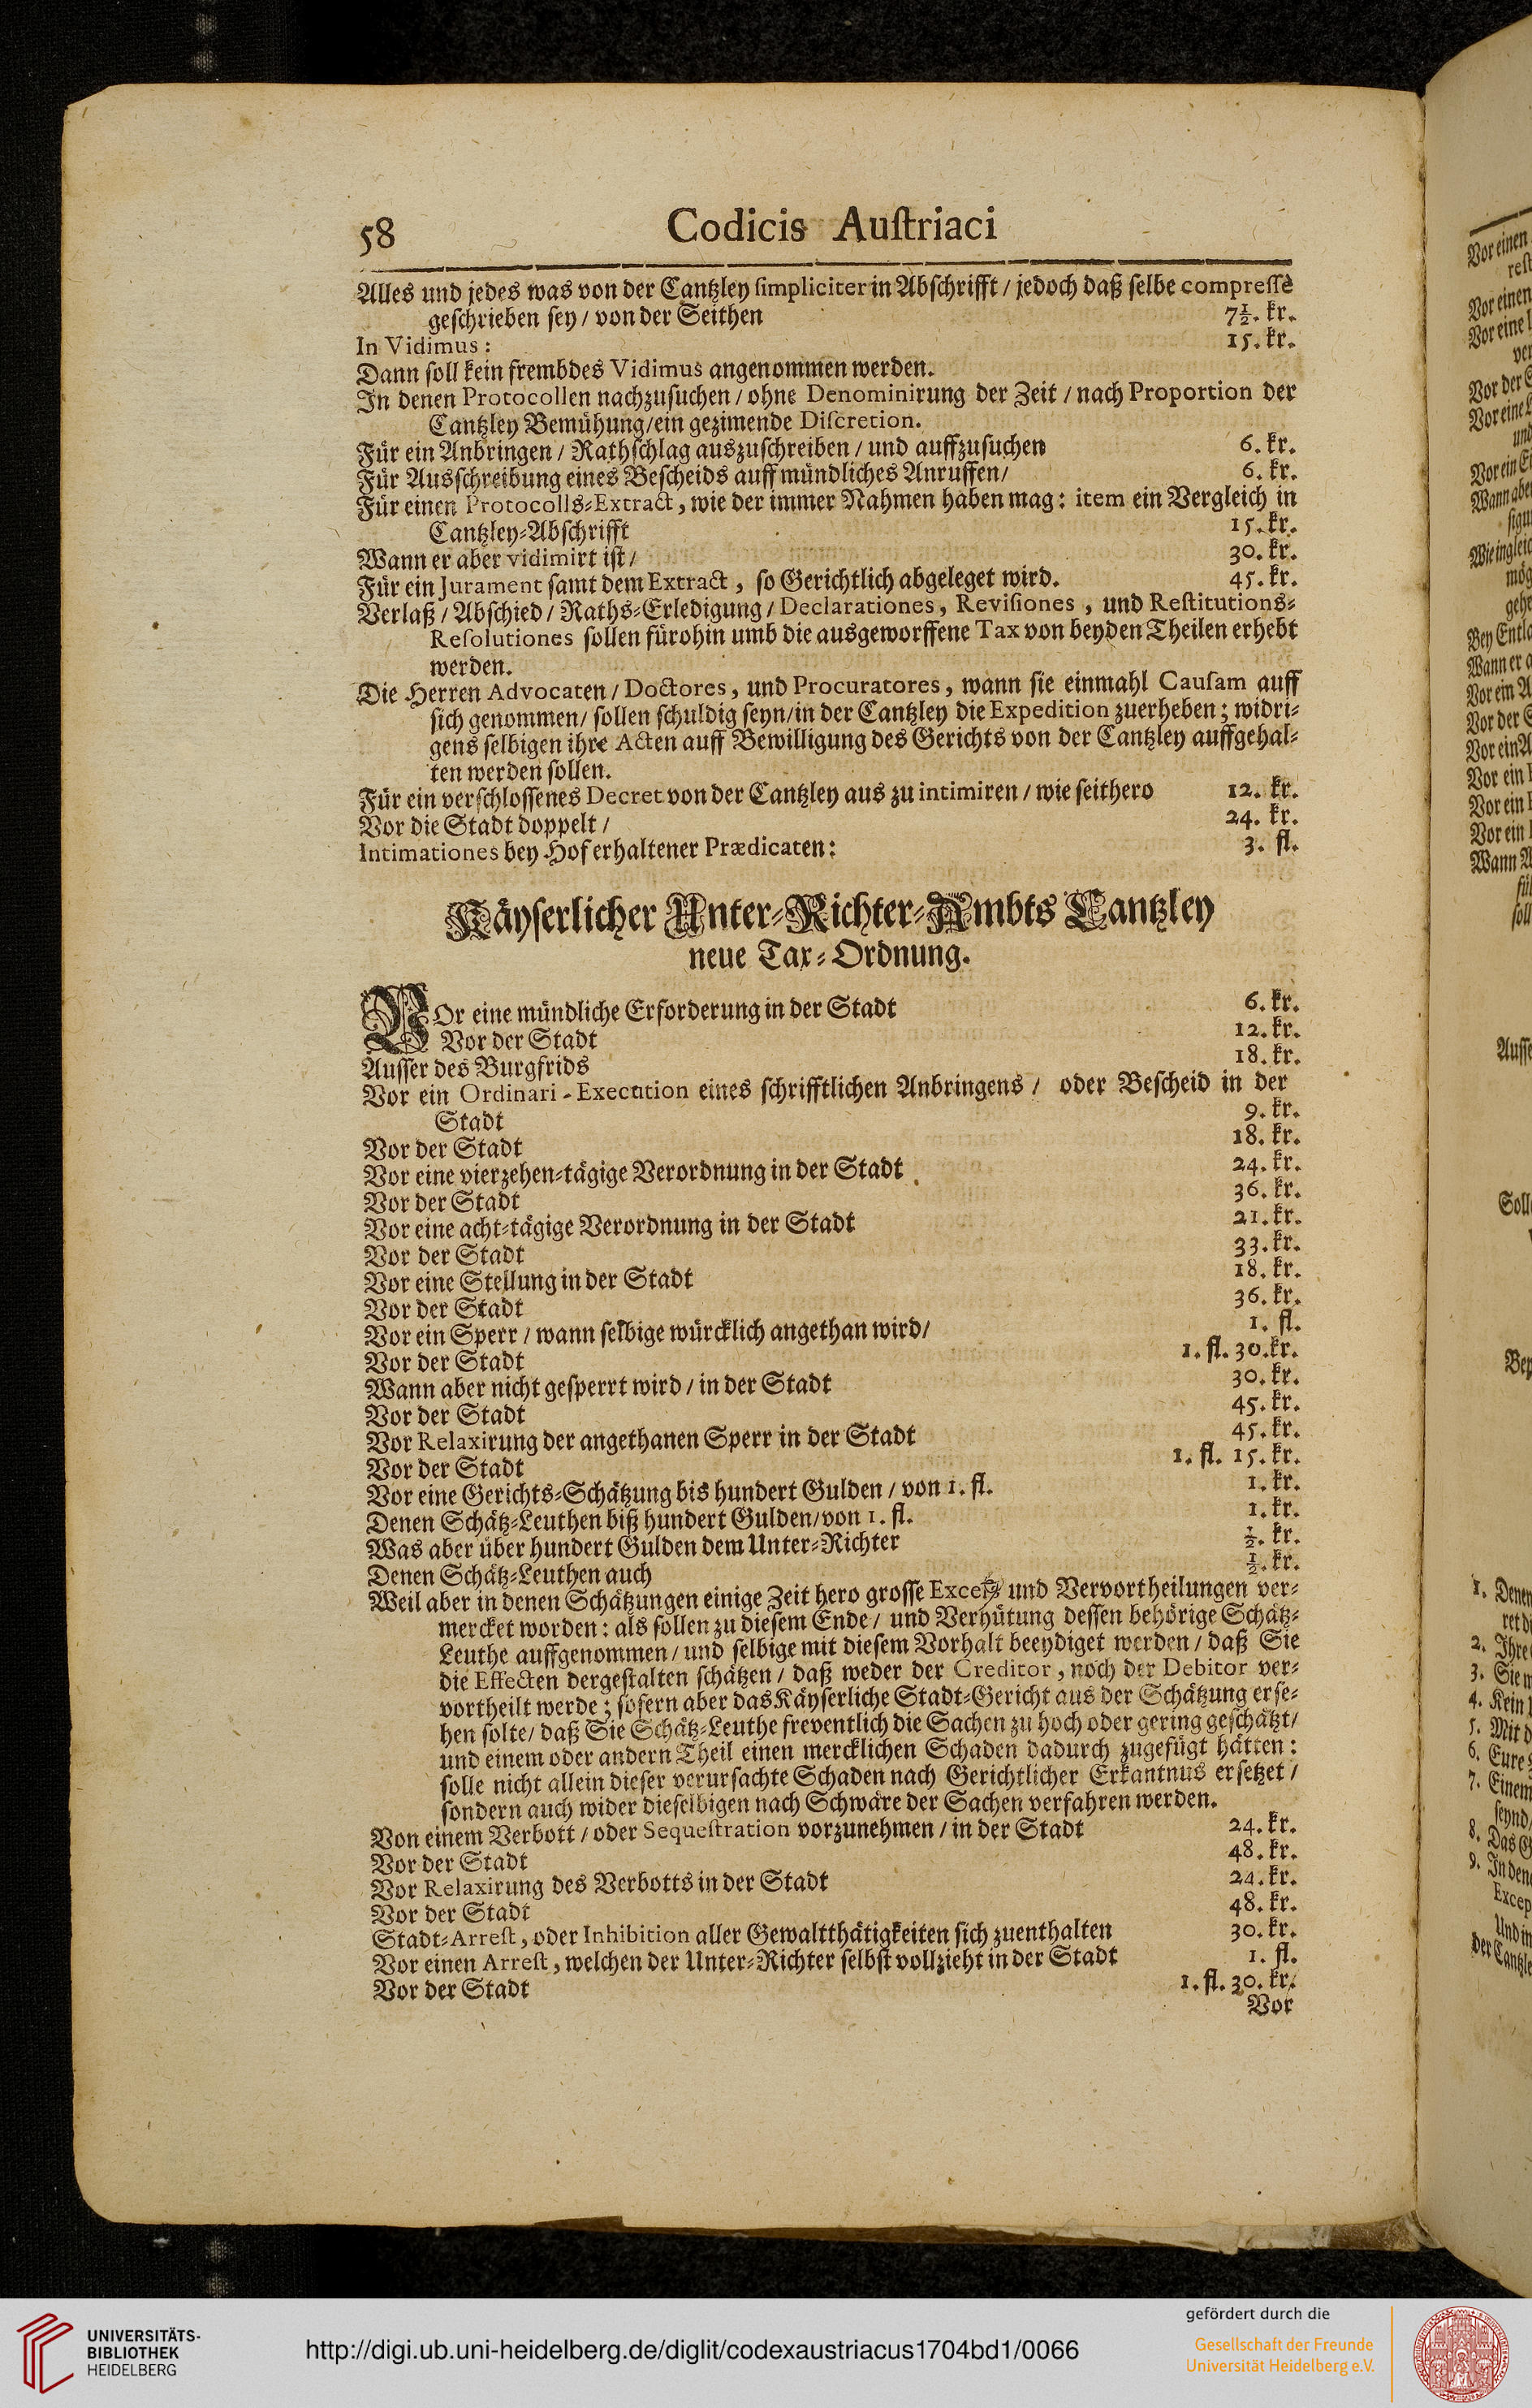 58 Codicis Auſtriaci
Alles und jedes was von der Cantzley ſimpliciter in Abſchrifft / jedoch daß ſelbe compreſſè
geſchrieben ſey / von der Seithen 7½. kr.
In Vidimus : 15. kr.
Dann ſoll kein frembdes Vidimus angenommen werden.
In denen Protocollen nachzuſuchen / ohne Denominirung der Zeit / nach Proportion der
Cantzley Bemühung / ein gezimende Diſcretion.
Für ein Anbringen / Rathſchlag auszuſchreiben / und auffzuſuchen 6. kr.
Für Ausſchreibung eines Beſcheids auff mündliches Anruffen / 6. kr.
Für einen Protocolls-Extract, wie der immer Nahmen haben mag : item ein Vergleich in
Cantzley-Abſchrifft 15. kr.
Wann er aber vidimirt iſt / 30. kr.
Für ein Jurament ſamt dem Extract, ſo Gerichtlich abgeleget wird. 45. kr.
Verlaß / Abſchied / Raths-Erledigung / Declarationes, Reviſiones, und Reſtitutions-
Reſolutiones ſollen fürohin umb die ausgeworffene Tax von beyden Theilen erhebt
werden.
Die Herren Advocaten / Doctores, und Procuratores, wann ſie einmahl Cauſam auff
ſich genommen / ſollen ſchuldig ſeyn / in der Cantzley die Expedition zuerheben ; widri-
gens ſelbigen ihre Acten auff Bewilligung des Gerichts von der Cantzley auffgehal-
ten werden ſollen.
Für ein verſchloſſenes Decret von der Cantzley aus zu intimiren / wie ſeithero 12. kr.
Vor die Stadt doppelt / 24. kr.
Intimationes bey Hof erhaltener Prædicaten : 3. fl.
Käyſerlicher Unter-Richter-Ambts Cantzley
neue Tax-Ordnung.
VOr eine mündliche Erforderung in der Stadt 6. kr.
Vor der Stadt 12. kr.
Auſſer des Burgfrids 18. kr.
Vor ein Ordinari-Execution eines ſchrifftlichen Anbringens / oder Beſcheid in der
Stadt 9. kr.
Vor der Stadt 18. kr.
Vor eine vierzehen-tägige Verordnung in der Stadt 24. kr.
Vor der Stadt 36. kr.
Vor eine acht-tägige Verordnung in der Stadt 21. kr.
Vor der Stadt 33. kr.
Vor eine Stellung in der Stadt 18. kr.
Vor der Stadt 36. kr.
Vor ein Sperr / wann ſelbige würcklich angethan wird / 1. fl.
Vor der Stadt 1. fl. 30. kr.
Wann aber nicht geſperrt wird / in der Stadt 30. kr.
Vor der Stadt 45. kr.
Vor Relaxirung der angethanen Sperr in der Stadt 45. kr.
Vor der Stadt 1. fl. 15. kr.
Vor eine Gerichts-Schätzung bis hundert Gulden / von 1. fl. 1. kr.
Denen Schätz-Leuthen biß hundert Gulden / von 1. fl. 1. kr.
Was aber über hundert Gulden dem Unter-Richter ½. kr.
Denen Schätz-Leuthen auch ½. kr.
Weil aber in denen Schätzungen einige Zeit hero groſſe und Vervortheilungen ver-
mercket worden : als ſollen zu dieſem Ende / und Verhütung deſſen behörige Schätz-
Leuthe auffgenommen / und ſelbige mit dieſem Vorhalt beeydiget werden / daß Sie
die Effecten dergeſtalten ſchätzen / daß weder der Creditor, noch der Debitor ver-
vortheilt werde ; ſofern aber das Käyſerliche Stadt-Gericht aus der Schätzung erſe-
hen ſolte / daß Sie Schätz-Leuthe freventlich die Sachen zu hoch oder gering geſchätzt /
und einem oder andern Theil einen mercklichen Schaden dadurch zugefügt hätten :
ſolle nicht allein dieſer verurſachte Schaden nach Gerichtlicher Erkantnus erſetzet /
ſondern auch wider dieſelbigen nach Schwäre der Sachen verfahren werden.
Von einem Verbott / oder Sequeſtration vorzunehmen / in der Stadt 24. kr.
Vor der Stadt 48. kr.
Vor Relaxirung des Verbotts in der Stadt 24. kr.
Vor der Stadt 48. kr.
Stadt-Arreſt, oder Inhibition aller Gewaltthätigkeiten ſich zuenthalten 30. kr.
Vor einen Arreſt, welchen der Unter-Richter ſelbſt vollzieht in der Stadt 1. fl.
Vor der Stadt 1. fl. 30. kr.
Vor
UNIVERSITÄTS-
BIBLIOTHEK
HEIDELBERG
http://digi.ub.uni-heidelberg.de/diglit/codexaustriacus1704bd1/0066
gefördert durch die
Gesellschaft der Freunde
Universität Heidelberg e.V.